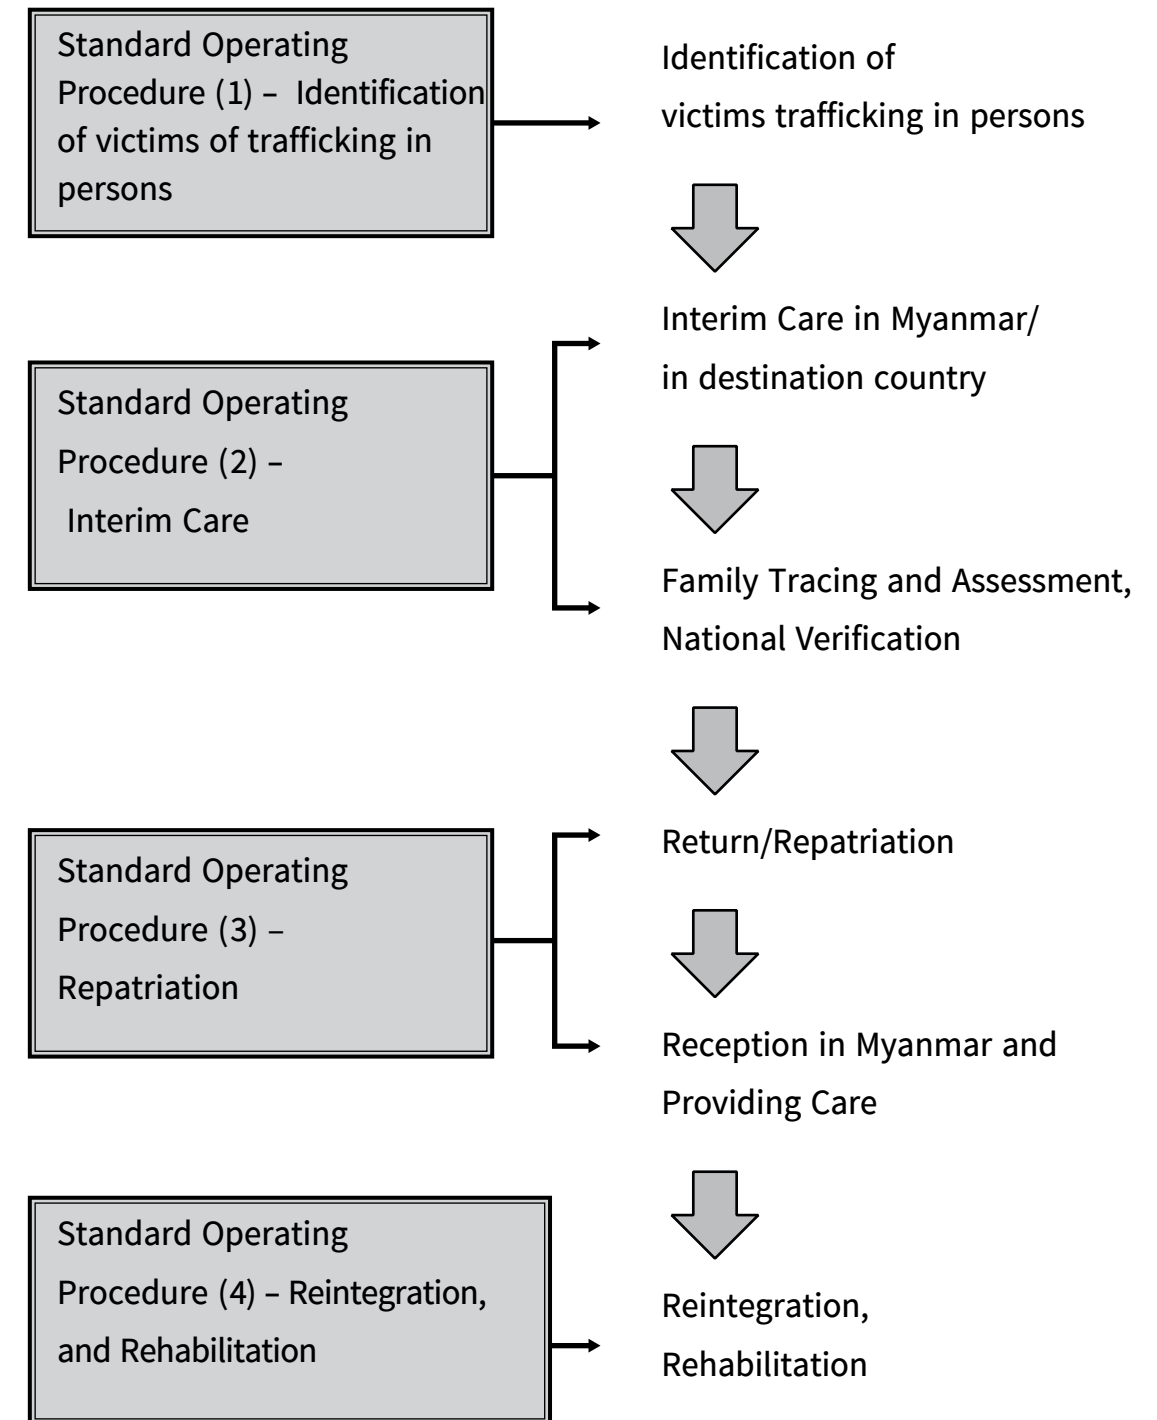 Standard Operating
Procedure (1) – Identification
of victims of trafficking in
persons
Identification of
victims trafficking in persons
Interim Care in Myanmar/
in destination country
Standard Operating
Procedure (2) –
Interim Care
Family Tracing and Assessment,
National Verification
Return/Repatriation
Standard Operating
Procedure (3) –
Repatriation
Reception in Myanmar and
Providing Care
Standard Operating
Procedure (4) – Reintegration,
and Rehabilitation
Reintegration,
Rehabilitation